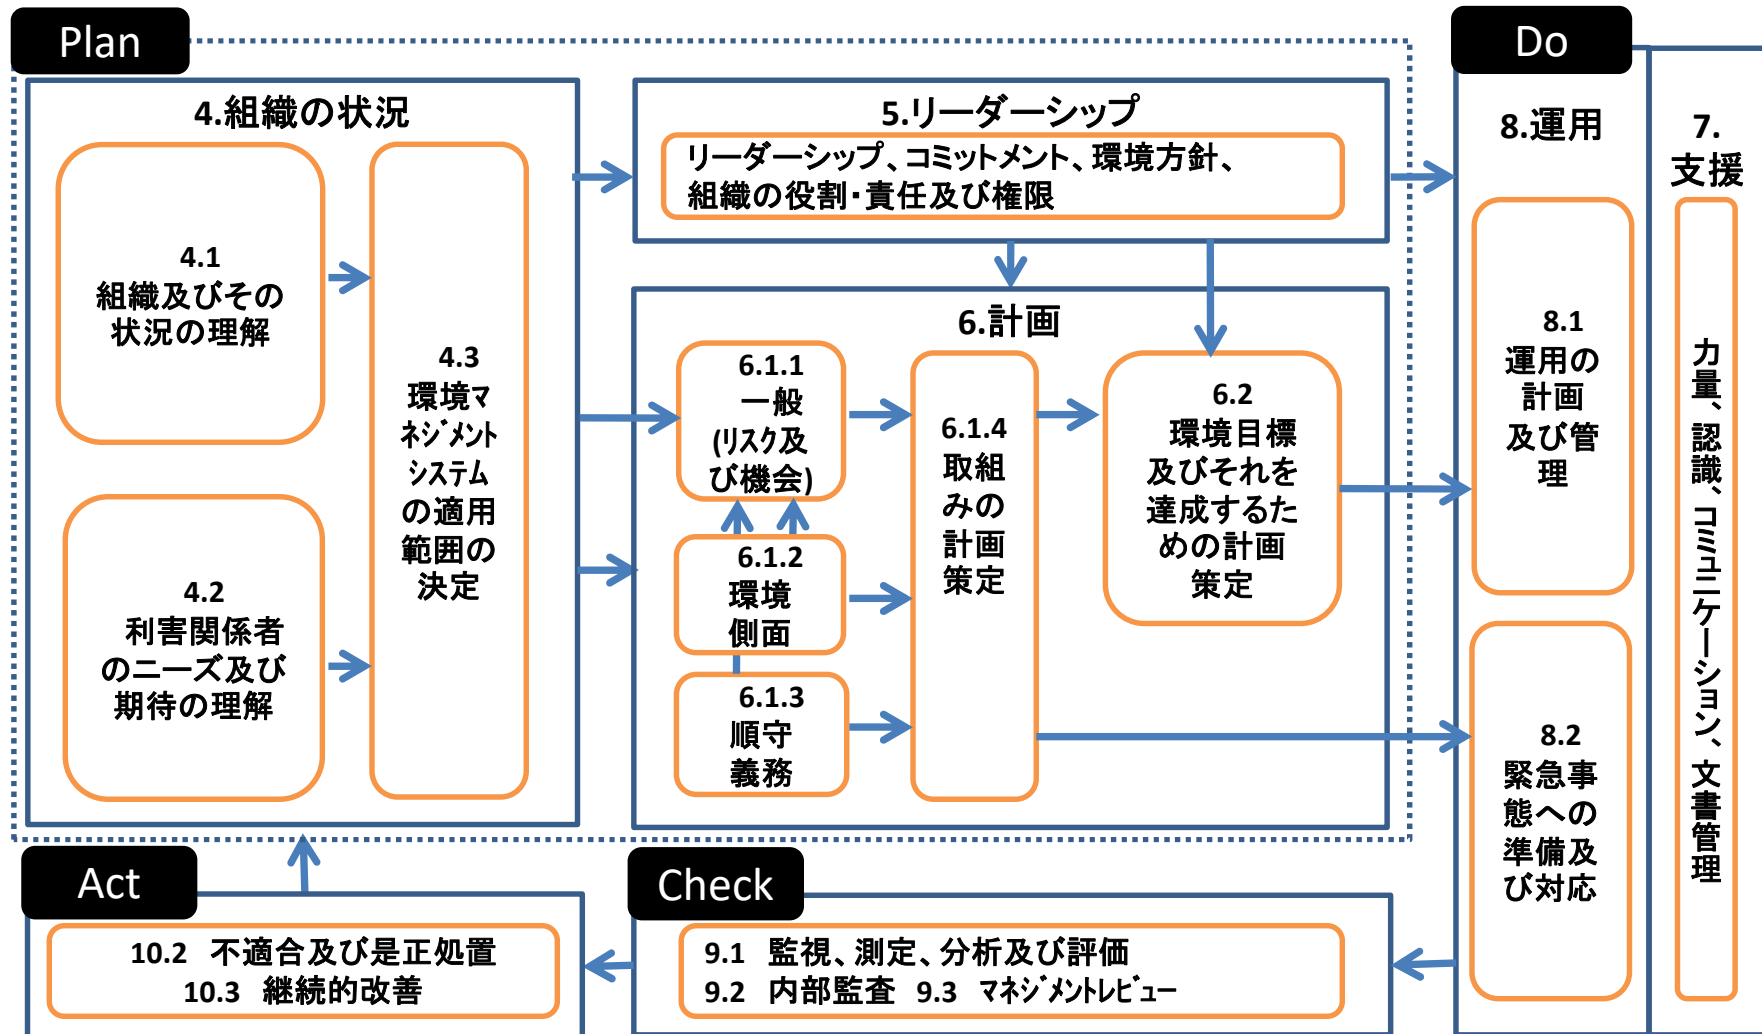 Plan
4.組織の状況
4.1
組織及びその
状況の理解
4.2
利害関係者
のニーズ及び
期待の理解
4.3
環境ﾏ
ﾈｼﾞﾒﾝﾄ
ｼｽﾃﾑ
の適用
範囲の
決定
5.リーダーシップ
リーダーシップ、コミットメント、環境方針、
組織の役割・責任及び権限
6.計画
6.1.1
一般
(ﾘｽｸ及
び機会)
6.1.2
環境
側面
6.1.3
順守
義務
6.1.4
取組
みの
計画
策定
6.2
環境目標
及びそれを
達成するた
めの計画
策定
Do
8.運用
8.1
運用の
計画
及び管
理
8.2
緊急事
態への
準備及
び対応
7.
支援
力量、認識、コミュニケーション、文書管理
Check
9.1 監視、測定、分析及び評価
9.2 内部監査 9.3 ﾏﾈｼﾞﾒﾝﾄﾚﾋﾞｭｰ
Act
10.2 不適合及び是正処置
10.3 継続的改善